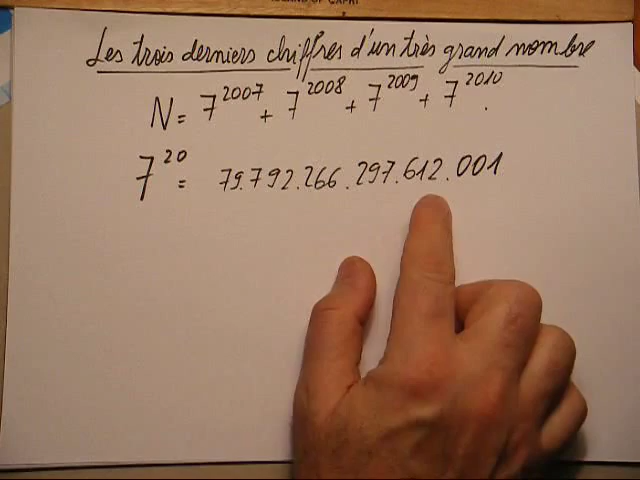 Les trois derniers chiffres d'un très grand nombre
N = 7^2007 + 7^2008 + 7^2009 + 7^2010.
7^20 = 79.792.266.297.612.001